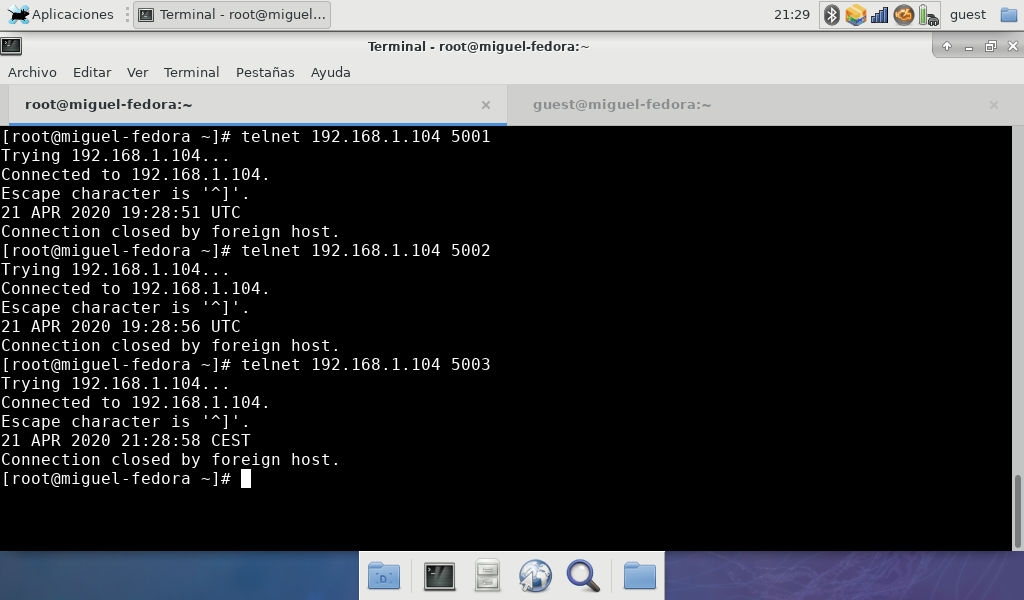 Aplicaciones
Terminal - root@miguel...
21:29
guest
Terminal - root@miguel-fedora:~
Archivo Editar Ver Terminal Pestañas Ayuda
root@miguel-fedora:~
guest@miguel-fedora:~
[root@miguel-fedora ~]# telnet 192.168.1.104 5001
Trying 192.168.1.104...
Connected to 192.168.1.104.
Escape character is '^]'.
21 APR 2020 19:28:51 UTC
Connection closed by foreign host.
[root@miguel-fedora ~]# telnet 192.168.1.104 5002
Trying 192.168.1.104...
Connected to 192.168.1.104.
Escape character is '^]'.
21 APR 2020 19:28:56 UTC
Connection closed by foreign host.
[root@miguel-fedora ~]# telnet 192.168.1.104 5003
Trying 192.168.1.104...
Connected to 192.168.1.104.
Escape character is '^]'.
21 APR 2020 21:28:58 CEST
Connection closed by foreign host.
[root@miguel-fedora ~]#